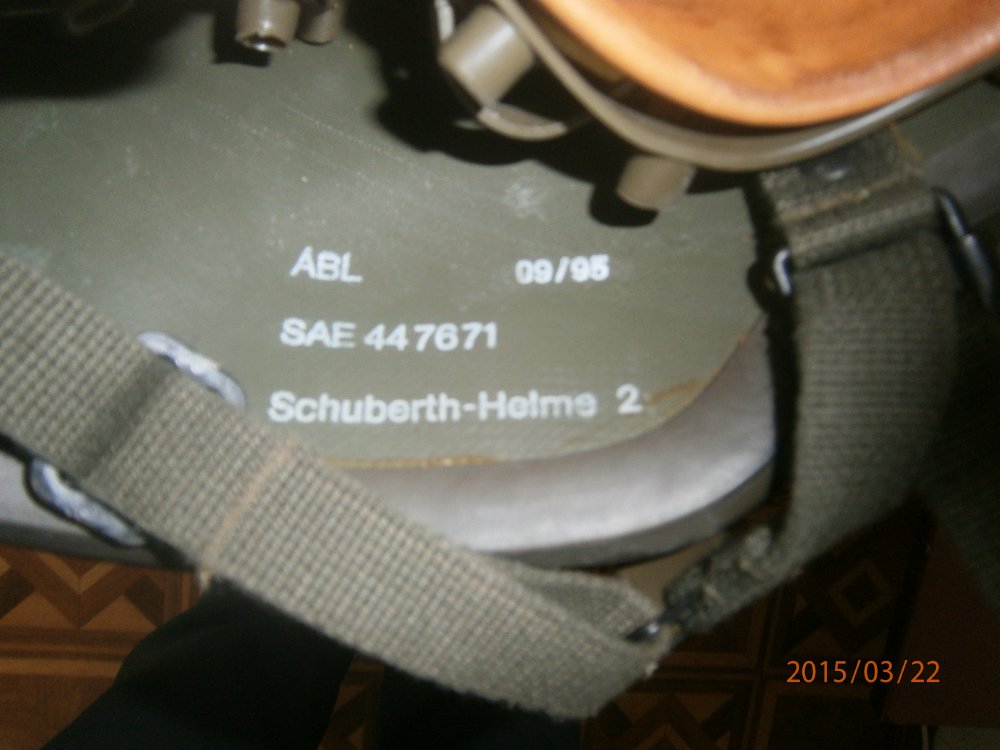 ABL 09/95
SAE 447671
Schuberth-Helme 2
2015/03/22